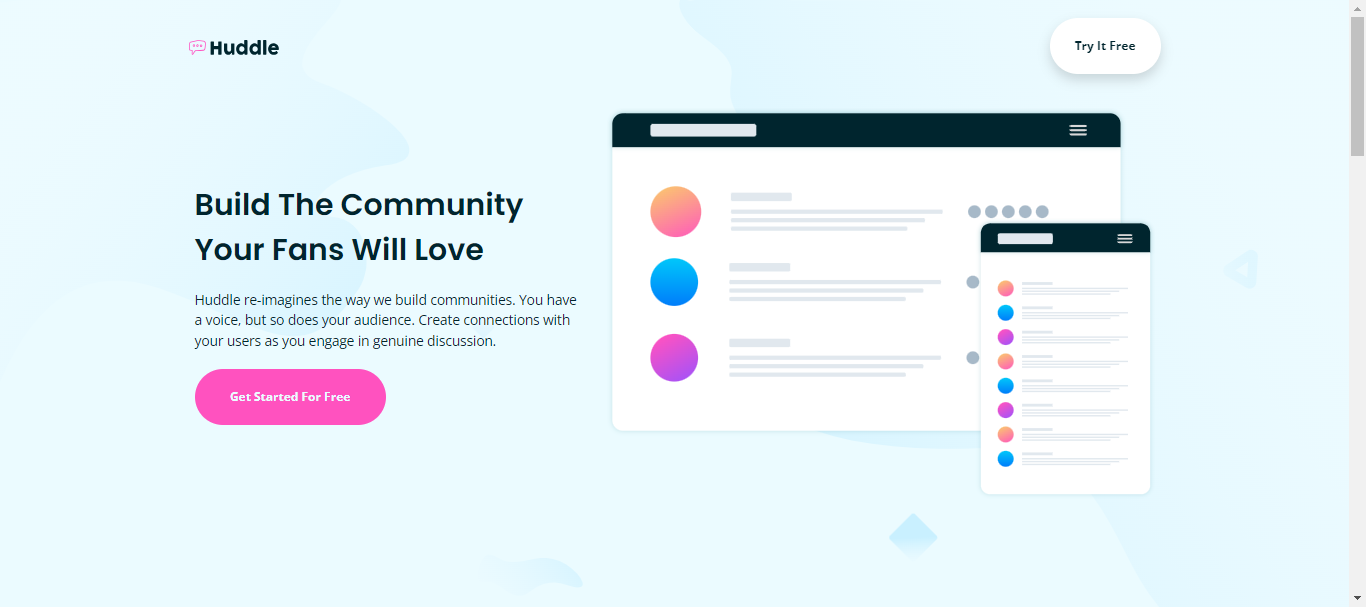 Huddle
Try It Free
Build The Community
Your Fans Will Love
Huddle re-imagines the way we build communities. You have
a voice, but so does your audience. Create connections with
your users as you engage in genuine discussion.
Get Started For Free